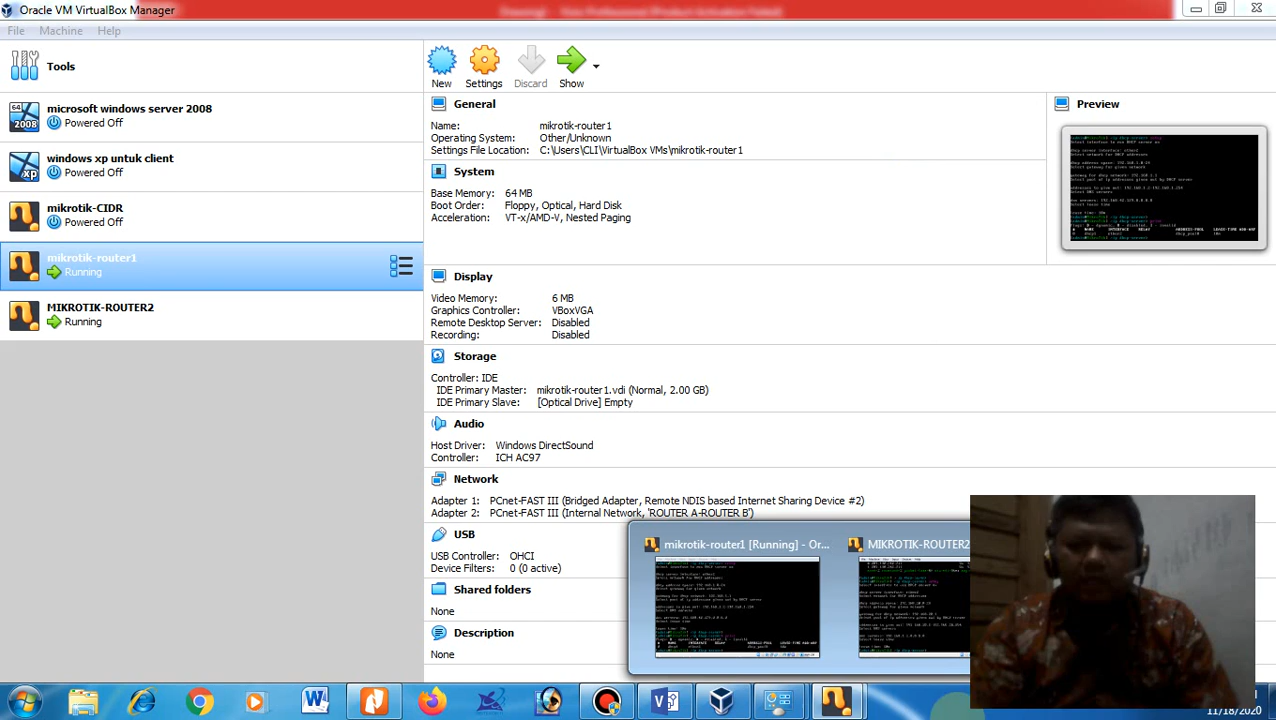 Oracle VM VirtualBox Manager
File Machine Help
Tools
New Settings Discard Show
microsoft windows server 2008
Powered Off
windows xp untuk client
Powered Off
mikrotik-CIDR
Powered Off
mikrotik-router1
Running
MIKROTIK-ROUTER2
Running
General
Name: mikrotik-router1
Operating System: Other/Unknown
Settings File Location: C:\Users\CLI\VirtualBox VMs\mikrotik-router1
System
Base Memory: 64 MB
Boot Order: Floppy, Optical, Hard Disk
Acceleration: VT-x/AMD-V, Nested Paging
Preview
Display
Video Memory: 6 MB
Graphics Controller: VBoxVGA
Remote Desktop Server: Disabled
Recording: Disabled
Storage
Controller: IDE
IDE Primary Master: mikrotik-router1.vdi (Normal, 2.00 GB)
IDE Primary Slave: [Optical Drive] Empty
Audio
Host Driver: Windows DirectSound
Controller: ICH AC97
Network
Adapter 1: PCnet-FAST III (Bridged Adapter, Remote NDIS based Internet Sharing Device #2)
Adapter 2: PCnet-FAST III (Internal Network, 'ROUTER A-ROUTER B')
USB
USB Controller: OHCI
Device Filters: 0 (0 active)
Shared folders
None
Description
None
mikrotik-router1 [Running] - Or...
MIKROTIK-ROUTER2
11/18/2020